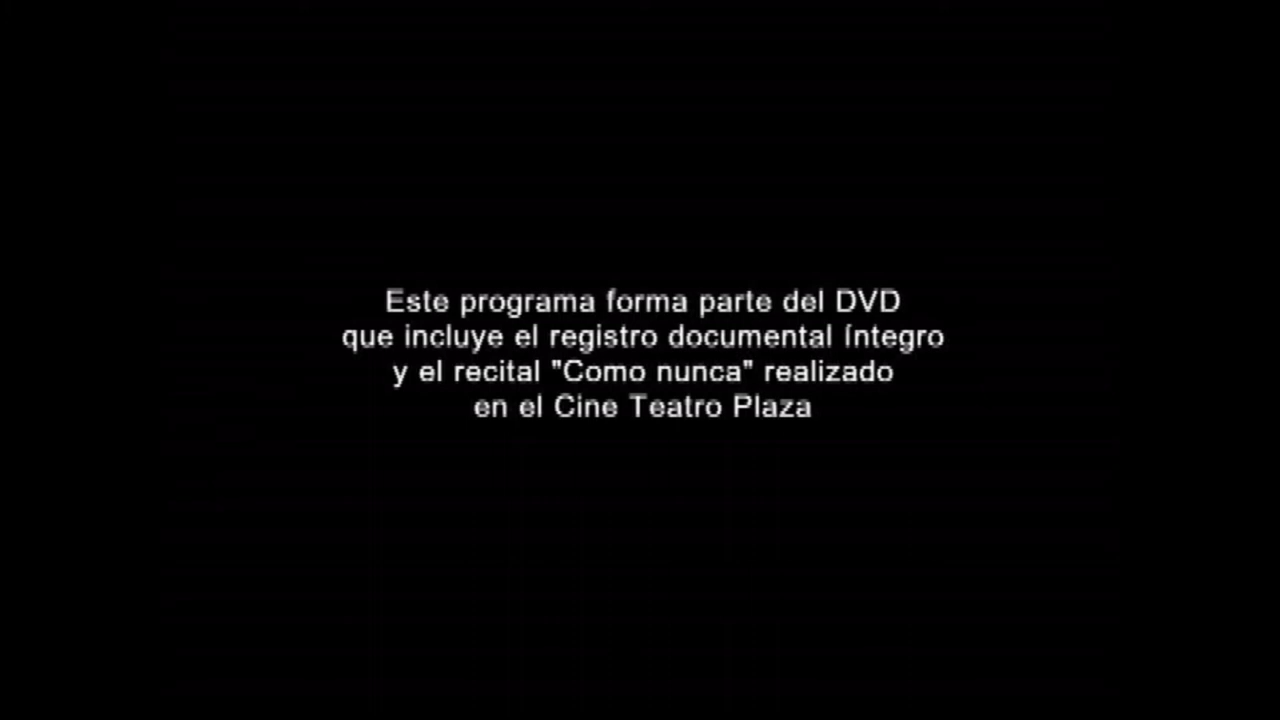 Este programa forma parte del DVD
que incluye el registro documental íntegro
y el recital "Como nunca" realizado
en el Cine Teatro Plaza